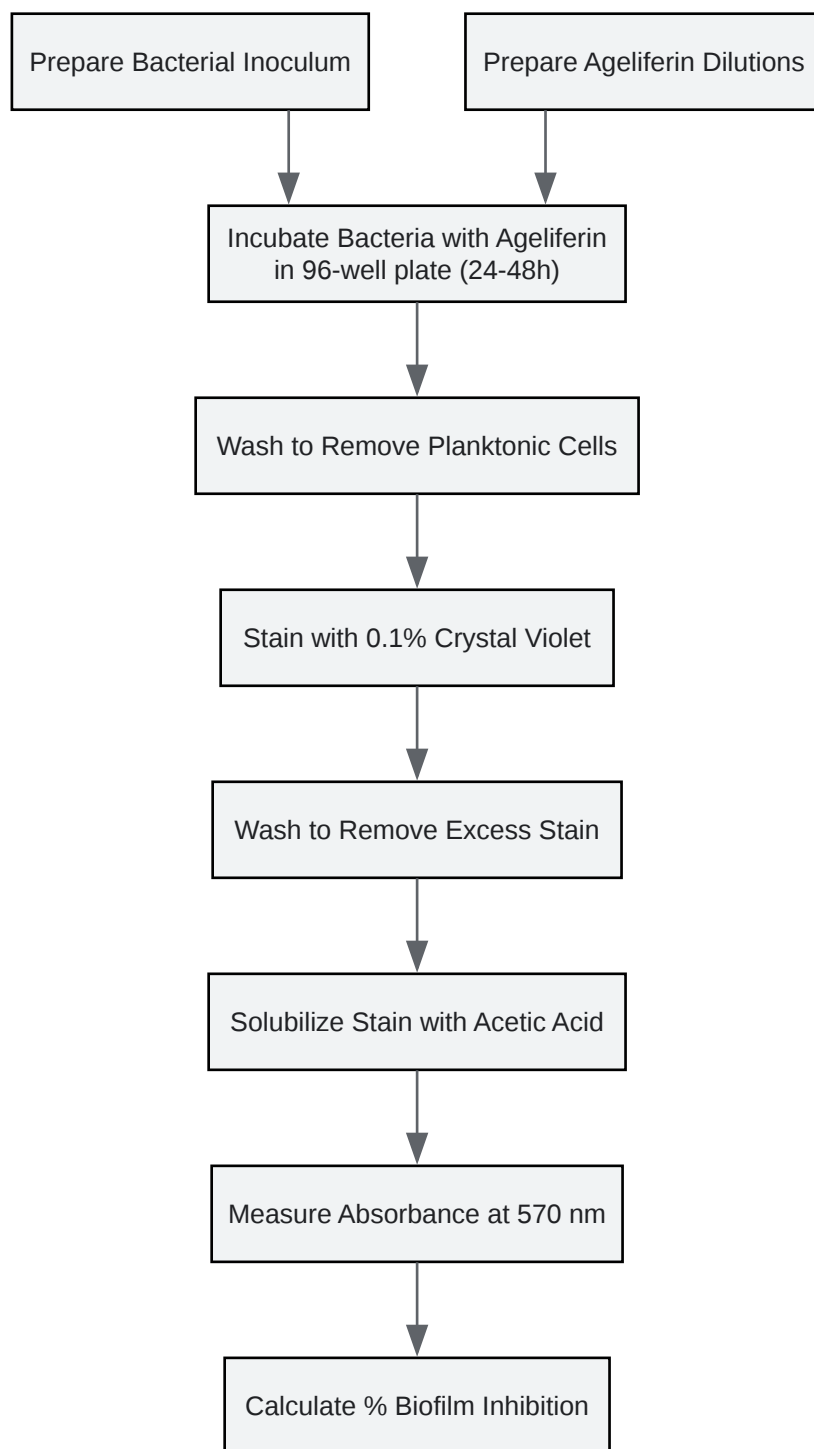 Prepare Bacterial Inoculum
Prepare Ageliferin Dilutions
Incubate Bacteria with Ageliferin
in 96-well plate (24-48h)
Wash to Remove Planktonic Cells
Stain with 0.1% Crystal Violet
Wash to Remove Excess Stain
Solubilize Stain with Acetic Acid
Measure Absorbance at 570 nm
Calculate % Biofilm Inhibition